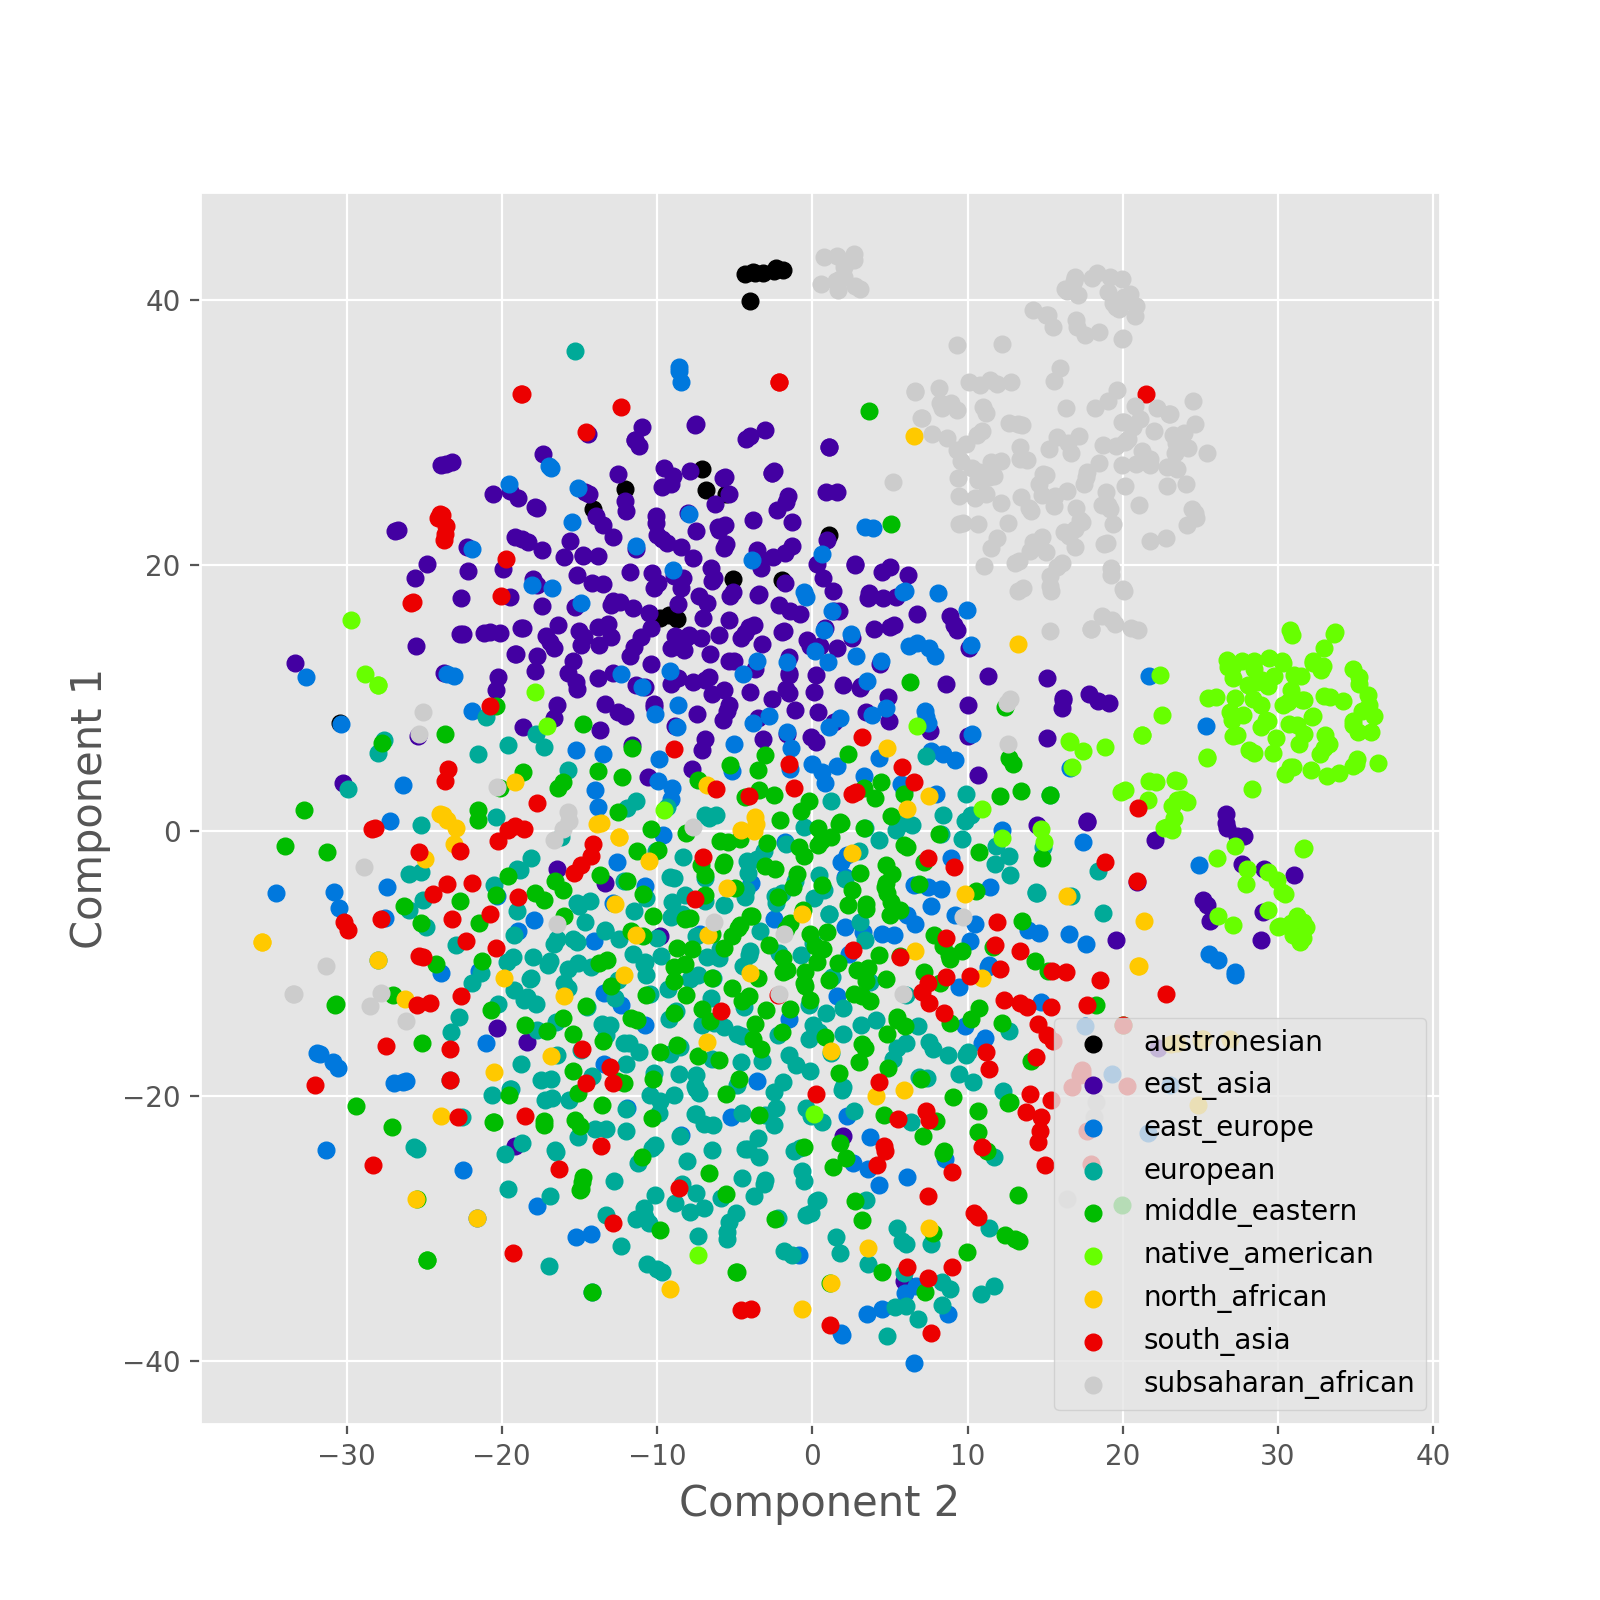 Component 1
40
20
0
−20
−40
−30
−20
−10
0
10
20
30
40
Component 2
austronesian
east_asia
east_europe
european
middle_eastern
native_american
north_african
south_asia
subsaharan_african